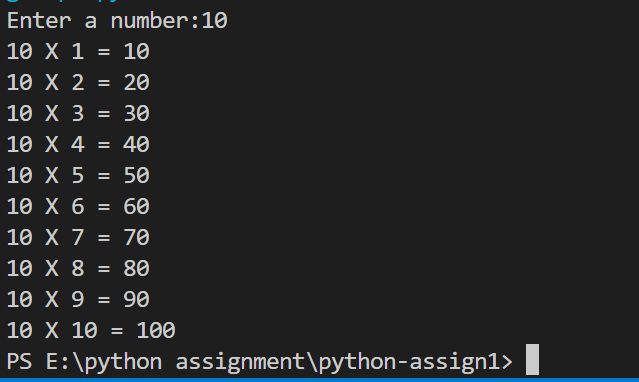 Enter a number:10
10 X 1 = 10
10 X 2 = 20
10 X 3 = 30
10 X 4 = 40
10 X 5 = 50
10 X 6 = 60
10 X 7 = 70
10 X 8 = 80
10 X 9 = 90
10 X 10 = 100
PS E:\python assignment\python-assign1>